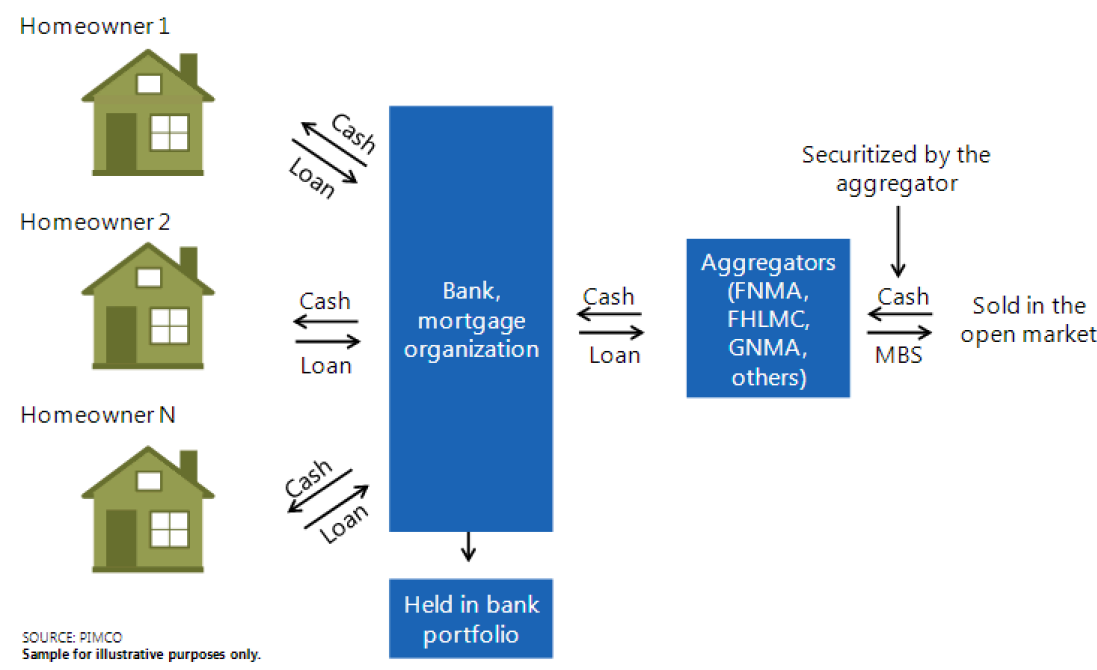 Homeowner 1
Cash
Loan
Homeowner 2
Cash
Loan
Homeowner N
Cash
Loan
Bank,
mortgage
organization
Held in bank
portfolio
Cash
Loan
Aggregators
(FNMA,
FHLMC,
GNMA,
others)
Securitized by the
aggregator
Cash
MBS
Sold in the
open market
SOURCE: PIMCO
Sample for illustrative purposes only.